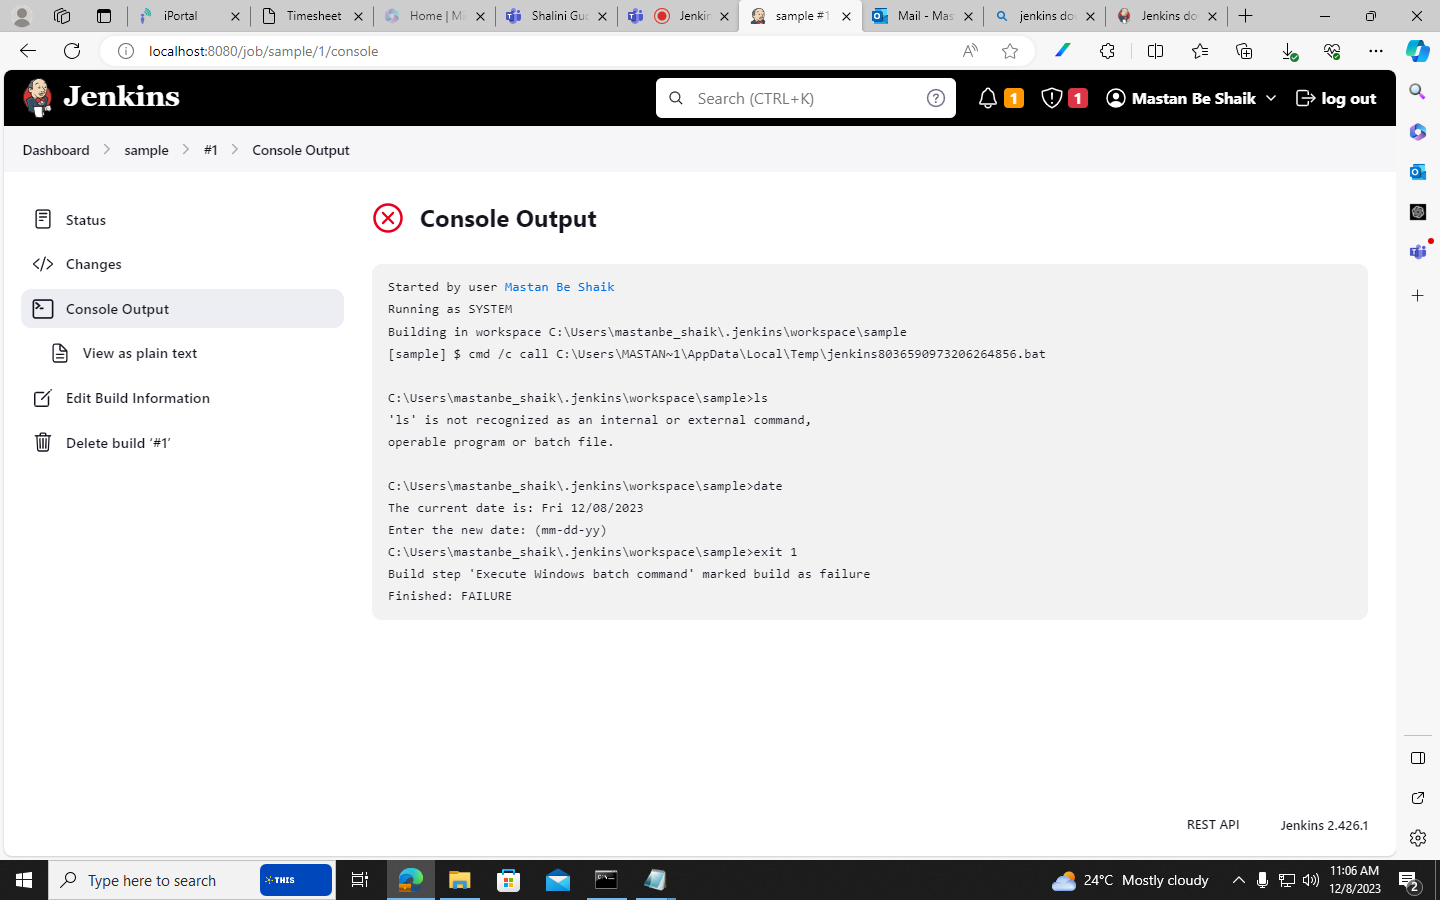 iPortal
Timesheet
Home | Mi
Shalini Gu
Jenkin
sample #1
Mail - Mas
jenkins do
Jenkins do
localhost:8080/job/sample/1/console
Jenkins
Search (CTRL+K)
1
1
Mastan Be Shaik
log out
Dashboard
sample
#1
Console Output
Status
Changes
Console Output
View as plain text
Edit Build Information
Delete build ‘#1’
Console Output
Started by user Mastan Be Shaik
Running as SYSTEM
Building in workspace C:\Users\mastanbe_shaik\.jenkins\workspace\sample
[sample] $ cmd /c call C:\Users\MASTAN~1\AppData\Local\Temp\jenkins8036590973206264856.bat
C:\Users\mastanbe_shaik\.jenkins\workspace\sample>ls
'ls' is not recognized as an internal or external command,
operable program or batch file.
C:\Users\mastanbe_shaik\.jenkins\workspace\sample>date
The current date is: Fri 12/08/2023
Enter the new date: (mm-dd-yy)
C:\Users\mastanbe_shaik\.jenkins\workspace\sample>exit 1
Build step 'Execute Windows batch command' marked build as failure
Finished: FAILURE
REST API
Jenkins 2.426.1
Type here to search
THIS
24°C Mostly cloudy
11:06 AM
12/8/2023
2